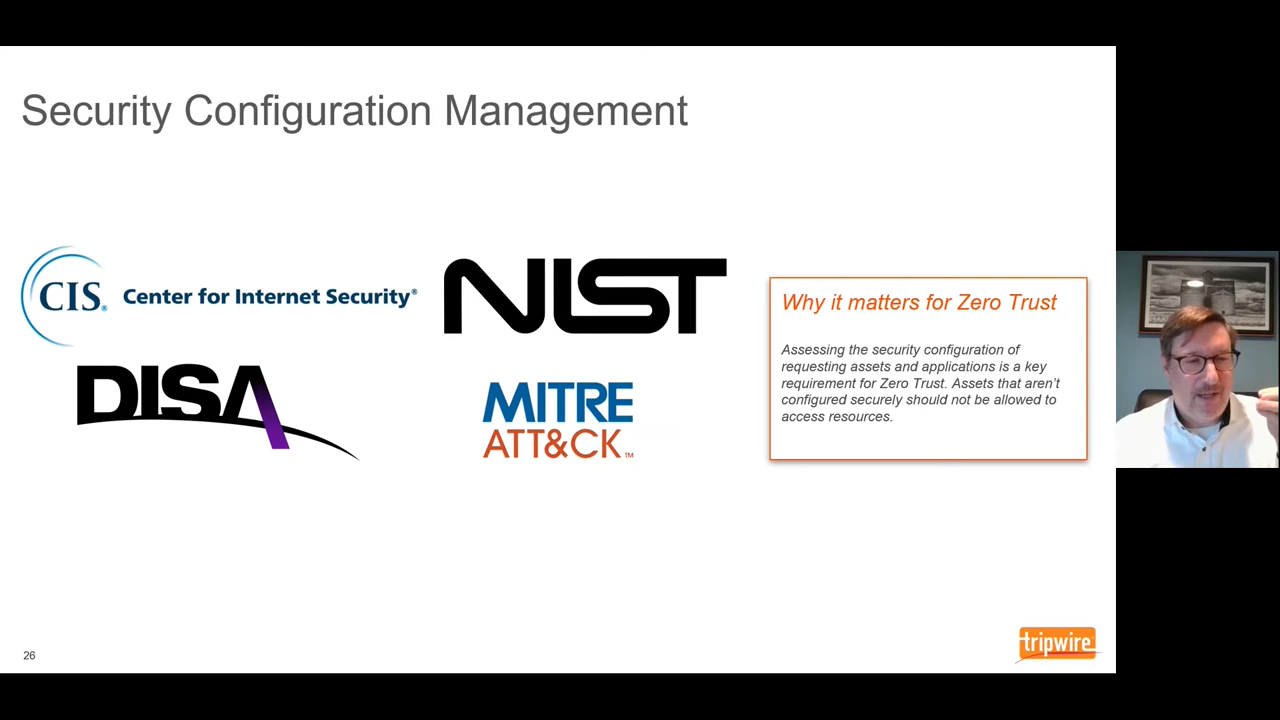 Security Configuration Management
CIS® Center for Internet Security®
NIST
DISA
MITRE
ATT&CK™
Why it matters for Zero Trust
Assessing the security configuration of
requesting assets and applications is a key
requirement for Zero Trust. Assets that aren't
configured securely should not be allowed to
access resources.
26
tripwire